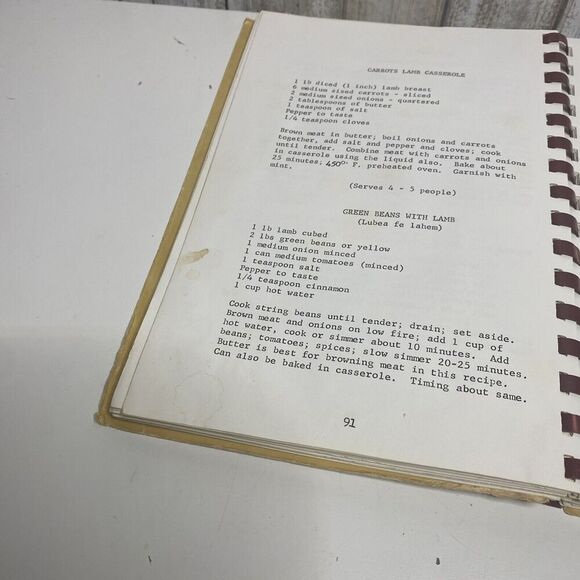 CARROTS LAMB CASSEROLE
1 lb diced (1 inch) lamb breast
6 medium sized carrots - sliced
2 medium sized onions - quartered
2 tablespoons of butter
1 teaspoon of salt
Pepper to taste
1/4 teaspoon cloves
Brown meat in butter; boil onions and carrots
together, add salt and pepper and cloves; cook
until tender. Combine meat with carrots and onions
in casserole using the liquid also. Bake about
25 minutes; 450° F. preheated oven. Garnish with
mint.
(Serves 4 - 5 people)
GREEN BEANS WITH LAMB
(Lubea fe lahem)
1 lb lamb cubed
2 lbs green beans or yellow
1 medium onion minced
1 can medium tomatoes (minced)
1 teaspoon salt
Pepper to taste
1/4 teaspoon cinnamon
1 cup hot water
Cook string beans until tender; drain; set aside.
Brown meat and onions on low fire; add 1 cup of
hot water, cook or simmer about 10 minutes. Add
beans; tomatoes; spices; slow simmer 20-25 minutes.
Butter is best for browning meat in this recipe.
Can also be baked in casserole. Timing about same.
91